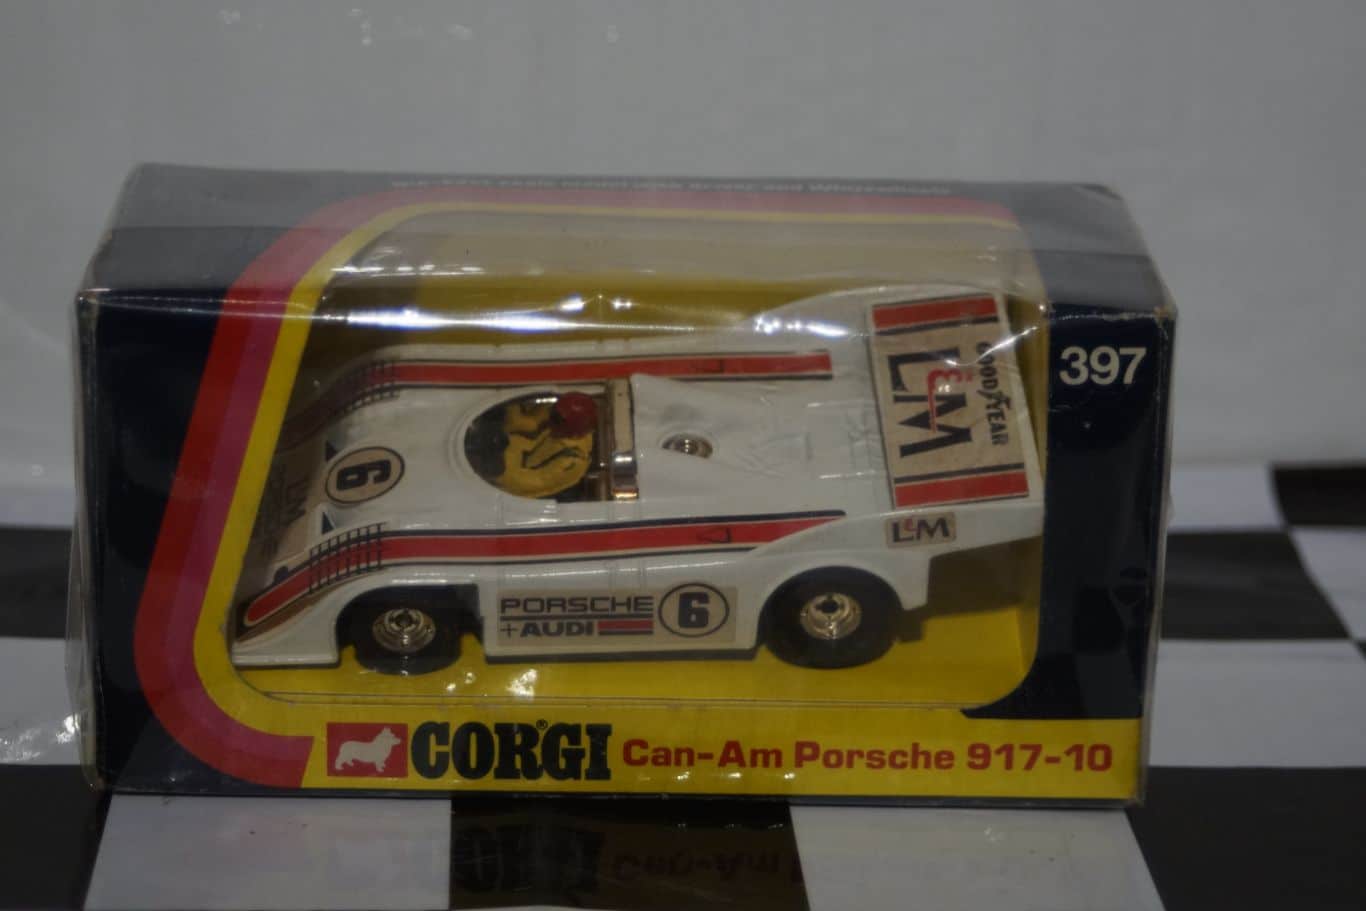 397
GOODYEAR
L&M
6
L&M
PORSCHE
+AUDI
6
CORGI®
Can-Am Porsche 917-10